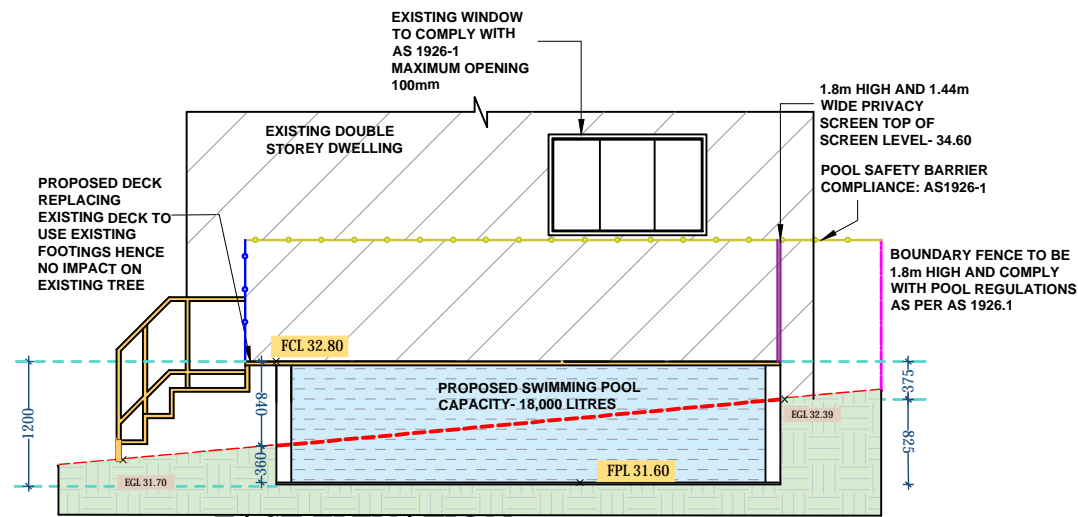 EXISTING WINDOW
TO COMPLY WITH
AS 1926-1
MAXIMUM OPENING
100mm
1.8m HIGH AND 1.44m
WIDE PRIVACY
SCREEN TOP OF
SCREEN LEVEL- 34.60
EXISTING DOUBLE
STOREY DWELLING
POOL SAFETY BARRIER
COMPLIANCE: AS1926-1
PROPOSED DECK
REPLACING
EXISTING DECK TO
USE EXISTING
FOOTINGS HENCE
NO IMPACT ON
EXISTING TREE
BOUNDARY FENCE TO BE
1.8m HIGH AND COMPLY
WITH POOL REGULATIONS
AS PER AS 1926.1
FCL 32.80
PROPOSED SWIMMING POOL
CAPACITY- 18,000 LITRES
1200
840
360
375
825
EGL 32.39
FPL 31.60
EGL 31.70